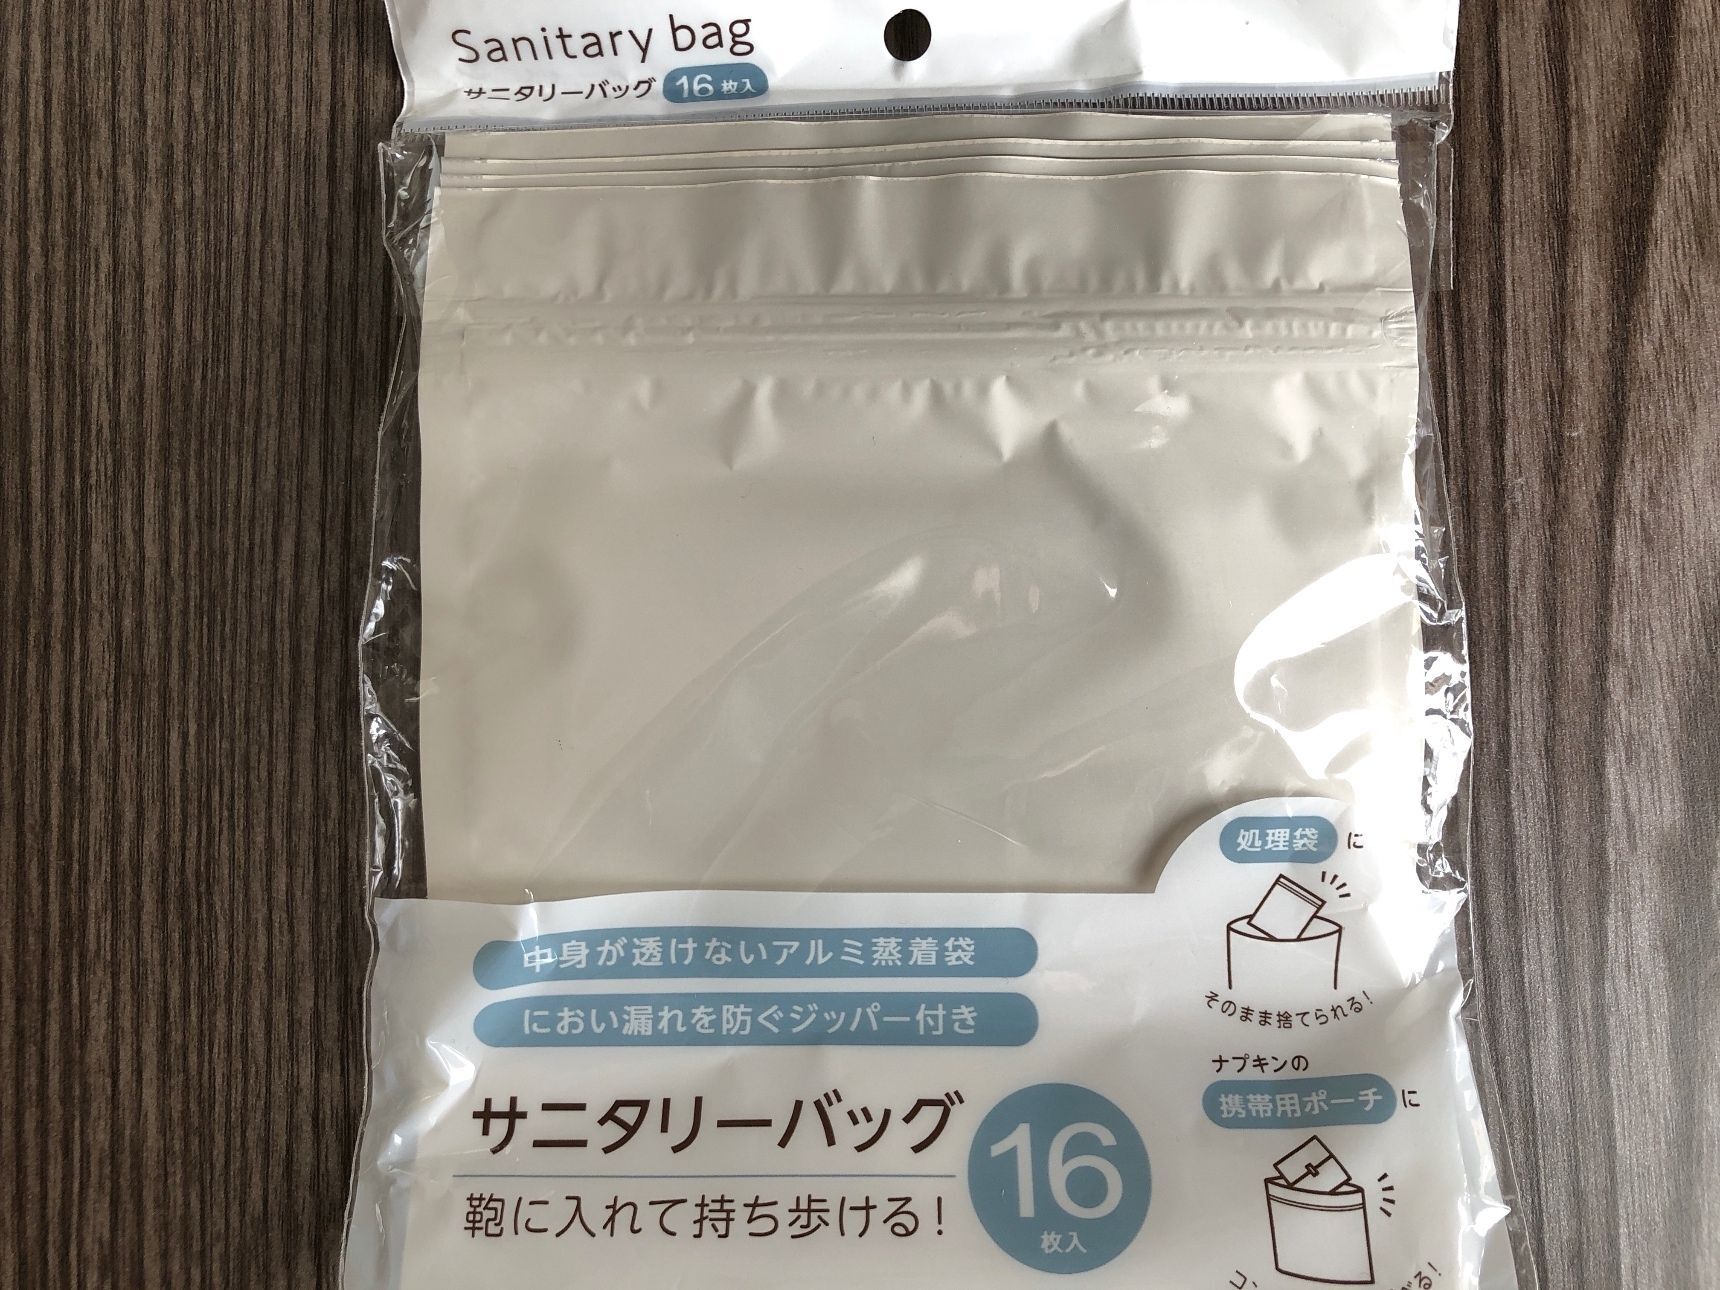 Sanitary bag
サニタリーバッグ 16枚入
処理袋に
そのまま捨てられる!
中身が透けないアルミ蒸着袋
におい漏れを防ぐジッパー付き
ナプキンの
携帯用ポーチに
サニタリーバッグ
鞄に入れて持ち歩ける!
16
枚入